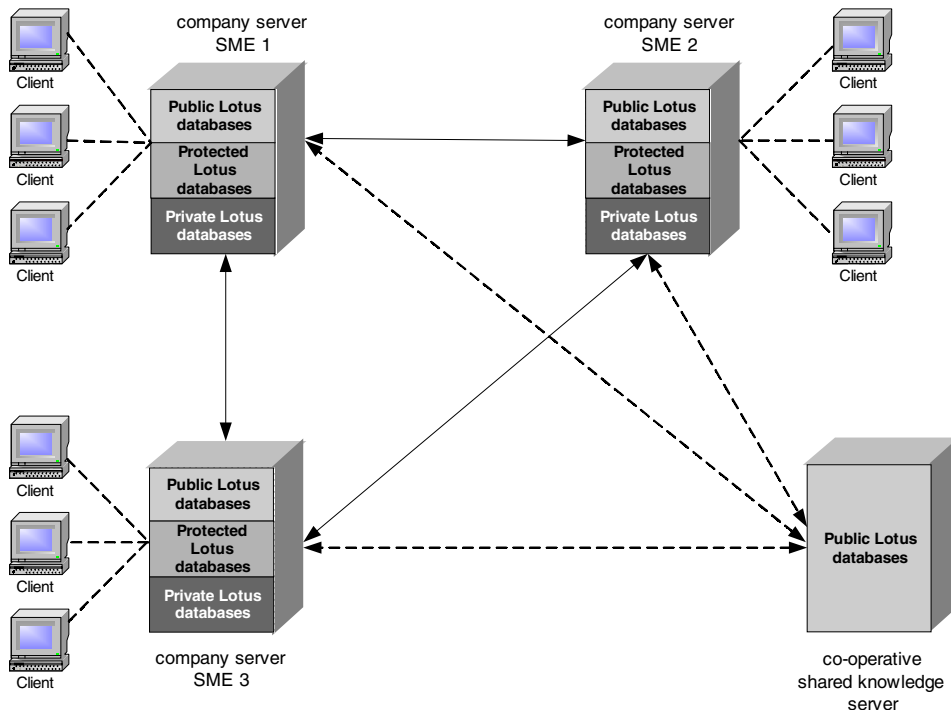 company server
SME 1
company server
SME 2
Client
Client
Client
Public Lotus
databases
Protected
Lotus
databases
Private Lotus
databases
Public Lotus
databases
Protected
Lotus
databases
Private Lotus
databases
Client
Client
Client
Client
Client
Client
Public Lotus
databases
Protected
Lotus
databases
Private Lotus
databases
company server
SME 3
Public Lotus
databases
co-operative
shared knowledge
server